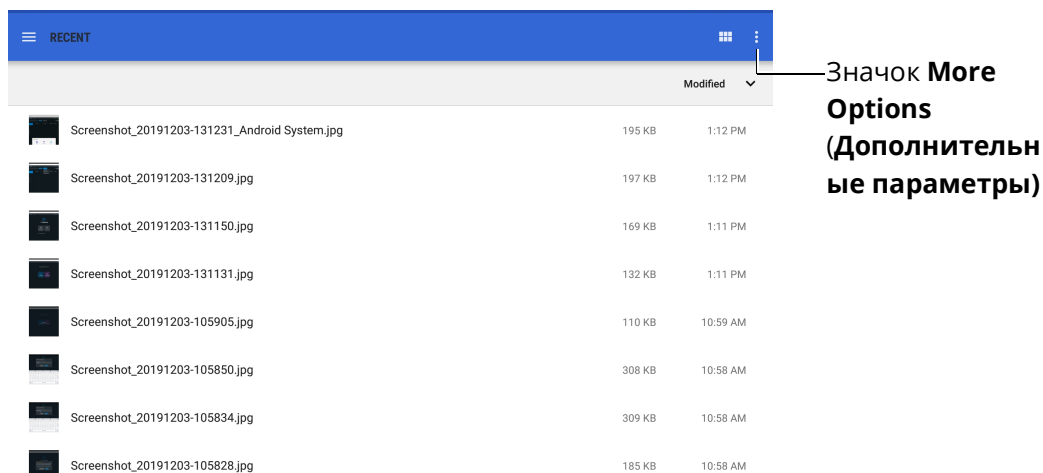 RECENT
Modified
Screenshot_20191203-131231_Android System.jpg 195 KB 1:12 PM
Screenshot_20191203-131209.jpg 197 KB 1:12 PM
Screenshot_20191203-131150.jpg 169 KB 1:11 PM
Screenshot_20191203-131131.jpg 132 KB 1:11 PM
Screenshot_20191203-105905.jpg 110 KB 10:59 AM
Screenshot_20191203-105850.jpg 308 KB 10:58 AM
Screenshot_20191203-105834.jpg 309 KB 10:58 AM
Screenshot_20191203-105828.jpg 185 KB 10:58 AM
Значок More
Options
(Дополнительн
ые параметры)